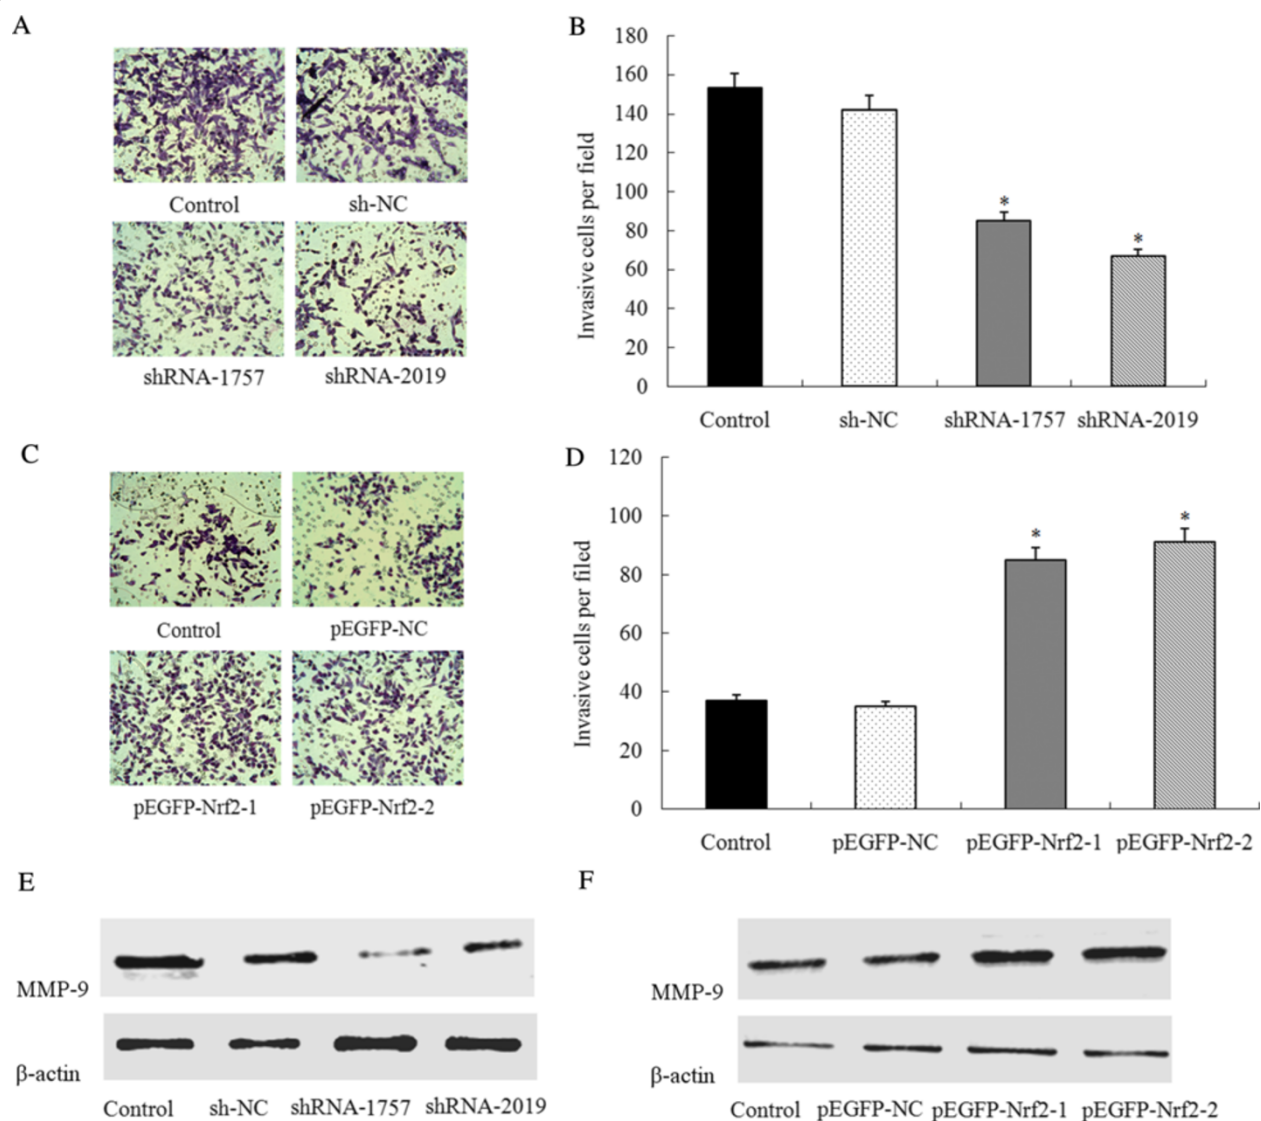 A
Control
sh-NC
shRNA-1757
shRNA-2019
B
Invasive cells per field
180
160
140
120
100
80
60
40
20
0
*
*
Control
sh-NC
shRNA-1757
shRNA-2019
C
Control
pEGFP-NC
pEGFP-Nrf2-1
pEGFP-Nrf2-2
D
Invasive cells per filed
120
100
80
60
40
20
0
*
*
Control
pEGFP-NC
pEGFP-Nrf2-1
pEGFP-Nrf2-2
E
MMP-9
β-actin
Control
sh-NC
shRNA-1757
shRNA-2019
F
MMP-9
β-actin
Control
pEGFP-NC
pEGFP-Nrf2-1
pEGFP-Nrf2-2